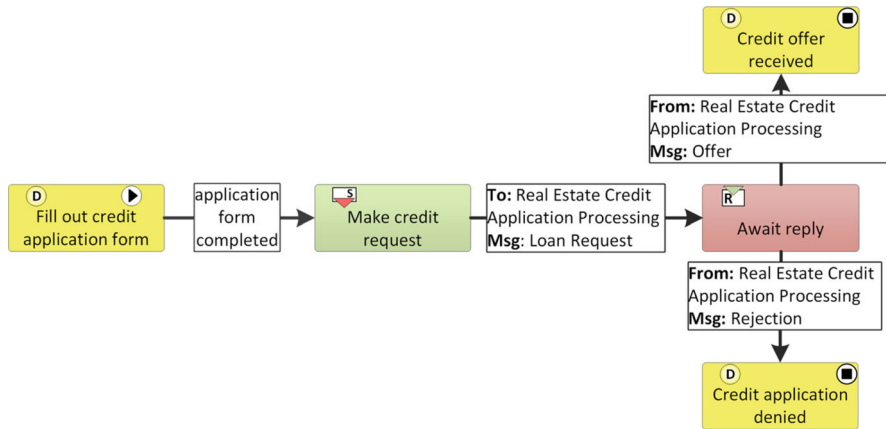 D
Fill out credit
application form
application
form
completed
S
Make credit
request
To: Real Estate Credit
Application Processing
Msg: Loan Request
R
Await reply
From: Real Estate Credit
Application Processing
Msg: Offer
D
Credit offer
received
From: Real Estate Credit
Application Processing
Msg: Rejection
D
Credit application
denied